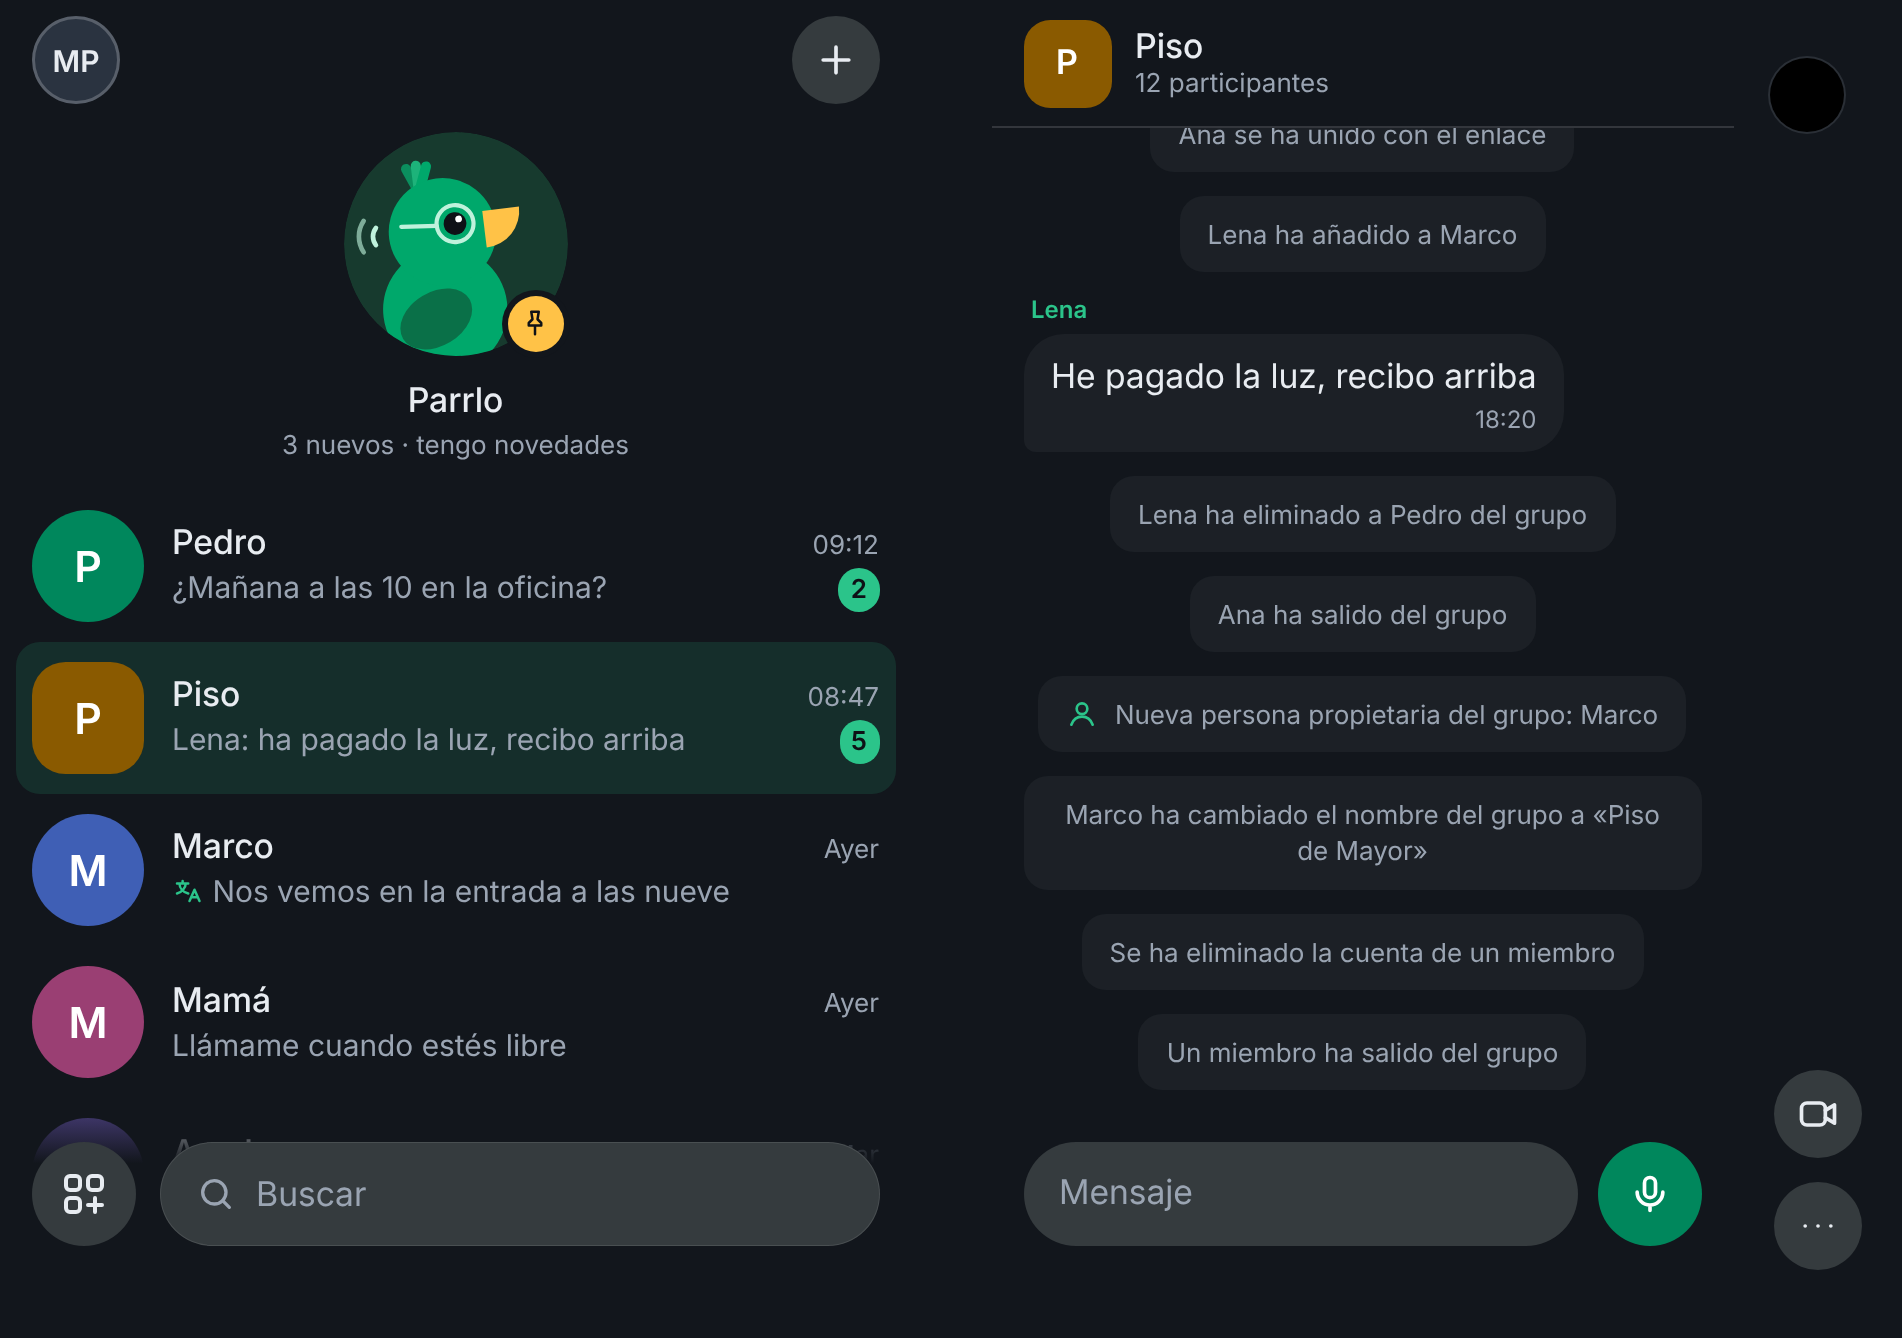 MP
Parrlo
3 nuevos · tengo novedades
P
Pedro
09:12
¿Mañana a las 10 en la oficina?
2
P
Piso
08:47
Lena: ha pagado la luz, recibo arriba
5
M
Marco
Ayer
Nos vemos en la entrada a las nueve
M
Mamá
Ayer
Llámame cuando estés libre
Buscar
P
Piso
12 participantes
Ana se ha unido con el enlace
Lena ha añadido a Marco
Lena
He pagado la luz, recibo arriba
18:20
Lena ha eliminado a Pedro del grupo
Ana ha salido del grupo
Nueva persona propietaria del grupo: Marco
Marco ha cambiado el nombre del grupo a «Piso
de Mayor»
Se ha eliminado la cuenta de un miembro
Un miembro ha salido del grupo
Mensaje